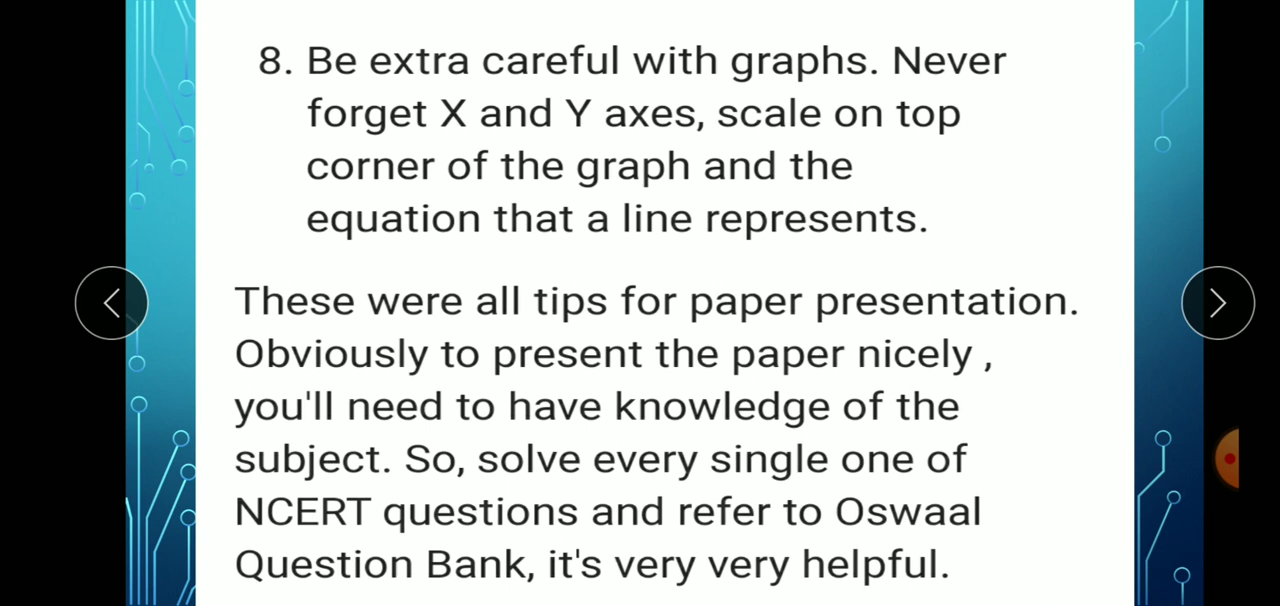 8. Be extra careful with graphs. Never
forget X and Y axes, scale on top
corner of the graph and the
equation that a line represents.
These were all tips for paper presentation.
Obviously to present the paper nicely ,
you'll need to have knowledge of the
subject. So, solve every single one of
NCERT questions and refer to Oswaal
Question Bank, it's very very helpful.